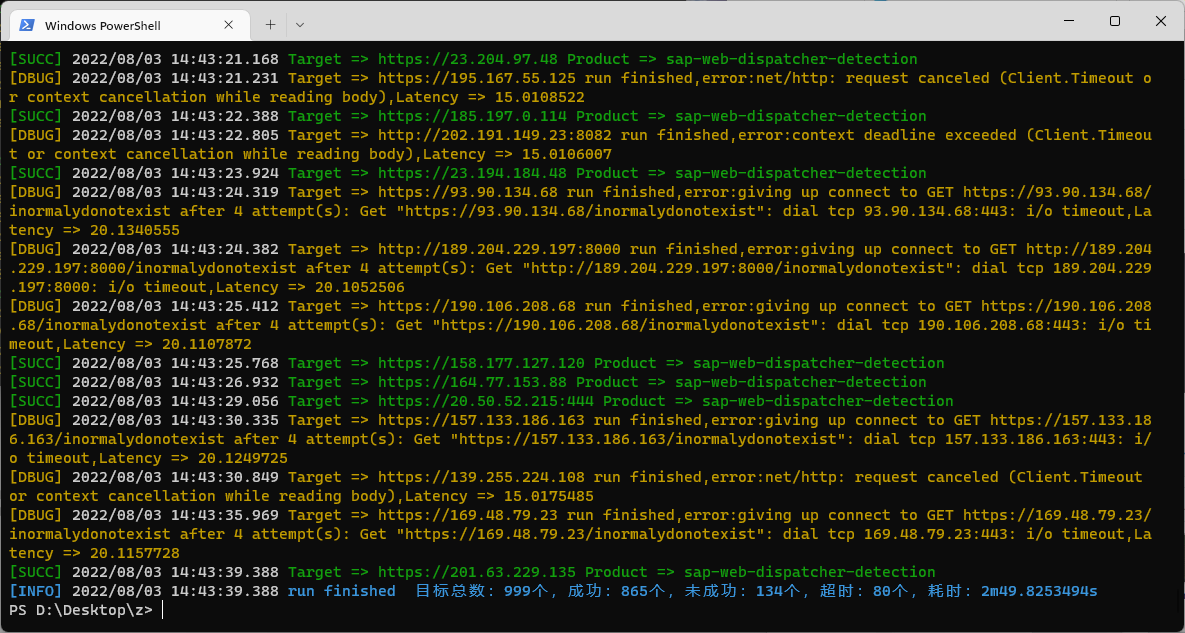 Windows PowerShell
[SUCC] 2022/08/03 14:43:21.168 Target => https://23.204.97.48 Product => sap-web-dispatcher-detection
[DBUG] 2022/08/03 14:43:21.231 Target => https://195.167.55.125 run finished,error:net/http: request canceled (Client.Timeout o
r context cancellation while reading body),Latency => 15.0108522
[SUCC] 2022/08/03 14:43:22.388 Target => https://185.197.0.114 Product => sap-web-dispatcher-detection
[DBUG] 2022/08/03 14:43:22.805 Target => http://202.191.149.23:8082 run finished,error:context deadline exceeded (Client.Timeou
t or context cancellation while reading body),Latency => 15.0106007
[SUCC] 2022/08/03 14:43:23.924 Target => https://23.194.184.48 Product => sap-web-dispatcher-detection
[DBUG] 2022/08/03 14:43:24.319 Target => https://93.90.134.68 run finished,error:giving up connect to GET https://93.90.134.68/
inormalydonotexist after 4 attempt(s): Get "https://93.90.134.68/inormalydonotexist": dial tcp 93.90.134.68:443: i/o timeout,La
tency => 20.1340555
[DBUG] 2022/08/03 14:43:24.382 Target => http://189.204.229.197:8000 run finished,error:giving up connect to GET http://189.204
.229.197:8000/inormalydonotexist after 4 attempt(s): Get "http://189.204.229.197:8000/inormalydonotexist": dial tcp 189.204.229
.197:8000: i/o timeout,Latency => 20.1052506
[DBUG] 2022/08/03 14:43:25.412 Target => https://190.106.208.68 run finished,error:giving up connect to GET https://190.106.208
.68/inormalydonotexist after 4 attempt(s): Get "https://190.106.208.68/inormalydonotexist": dial tcp 190.106.208.68:443: i/o ti
meout,Latency => 20.1107872
[SUCC] 2022/08/03 14:43:25.768 Target => https://158.177.127.120 Product => sap-web-dispatcher-detection
[SUCC] 2022/08/03 14:43:26.932 Target => https://164.77.153.88 Product => sap-web-dispatcher-detection
[SUCC] 2022/08/03 14:43:29.056 Target => https://20.50.52.215:444 Product => sap-web-dispatcher-detection
[DBUG] 2022/08/03 14:43:30.335 Target => https://157.133.186.163 run finished,error:giving up connect to GET https://157.133.18
6.163/inormalydonotexist after 4 attempt(s): Get "https://157.133.186.163/inormalydonotexist": dial tcp 157.133.186.163:443: i/
o timeout,Latency => 20.1249725
[DBUG] 2022/08/03 14:43:30.849 Target => https://139.255.224.108 run finished,error:net/http: request canceled (Client.Timeout
or context cancellation while reading body),Latency => 15.0175485
[DBUG] 2022/08/03 14:43:35.969 Target => https://169.48.79.23 run finished,error:giving up connect to GET https://169.48.79.23/
inormalydonotexist after 4 attempt(s): Get "https://169.48.79.23/inormalydonotexist": dial tcp 169.48.79.23:443: i/o timeout,La
tency => 20.1157728
[SUCC] 2022/08/03 14:43:39.388 Target => https://201.63.229.135 Product => sap-web-dispatcher-detection
[INFO] 2022/08/03 14:43:39.388 run finished 目标总数: 999个, 成功: 865个, 未成功: 134个, 超时: 80个, 耗时: 2m49.8253494s
PS D:\Desktop\z>